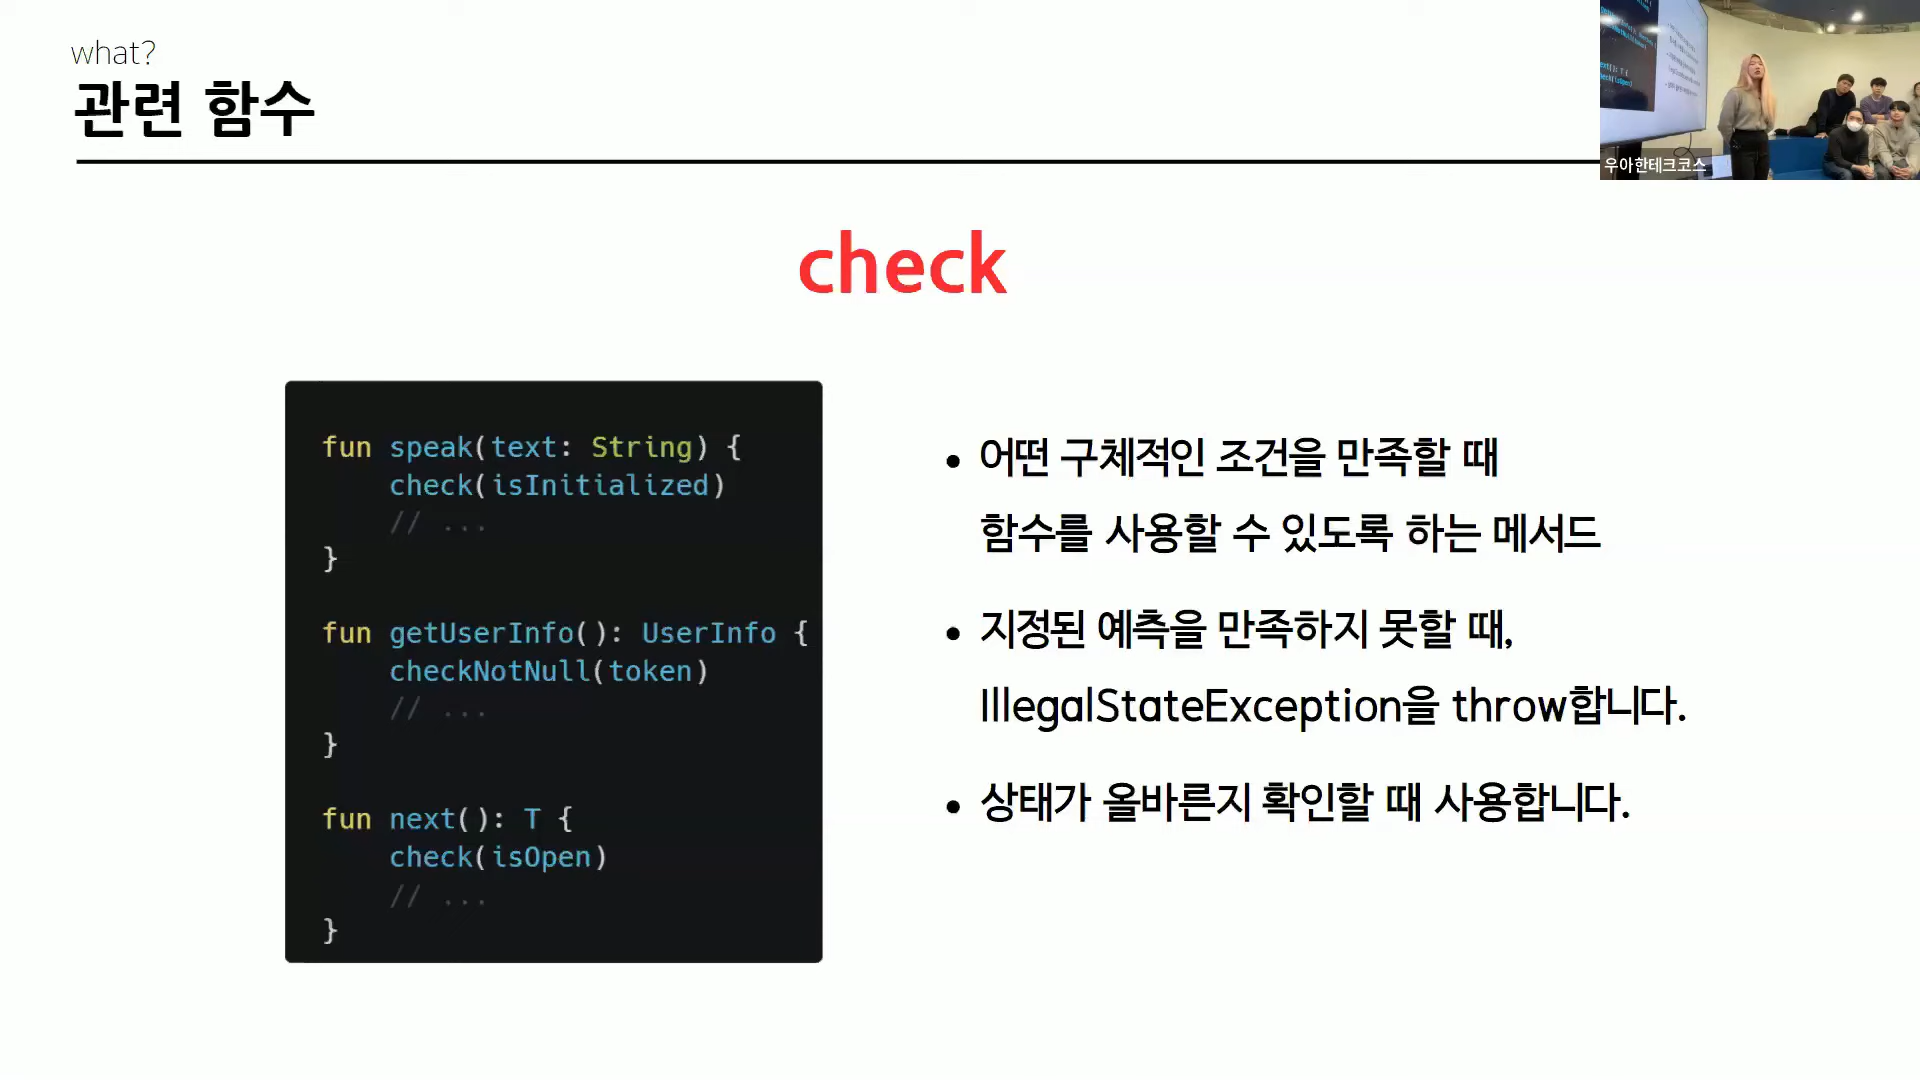 what?
관련 함수
우아한테크코스
check
fun speak(text: String) {
check(isInitialized)
// ...
}
fun getUserInfo(): UserInfo {
checkNotNull(token)
// ...
}
fun next(): T {
check(isOpen)
// ...
}
• 어떤 구체적인 조건을 만족할 때
함수를 사용할 수 있도록 하는 메서드
• 지정된 예측을 만족하지 못할 때,
IllegalStateException을 throw합니다.
• 상태가 올바른지 확인할 때 사용합니다.